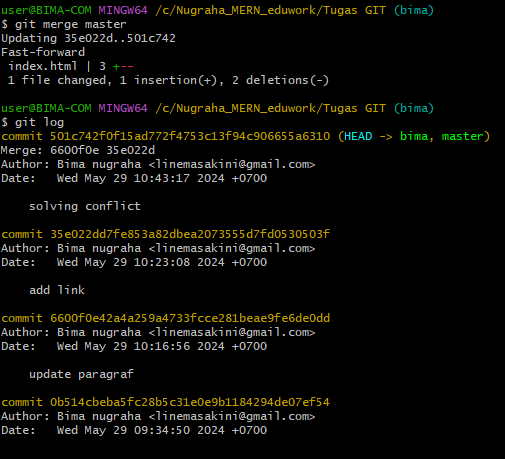 user@BIMA-COM MINGW64 /c/Nugraha_MERN_eduwork/Tugas GIT (bima)
$ git merge master
Updating 35e022d..501c742
Fast-forward
 index.html | 3 +--
 1 file changed, 1 insertion(+), 2 deletions(-)

user@BIMA-COM MINGW64 /c/Nugraha_MERN_eduwork/Tugas GIT (bima)
$ git log
commit 501c742f0f15ad772f4753c13f94c906655a6310 (HEAD -> bima, master)
Merge: 6600f0e 35e022d
Author: Bima nugraha <linemasakini@gmail.com>
Date:   Wed May 29 10:43:17 2024 +0700

    solving conflict

commit 35e022dd7fe853a82dbea2073555d7fd0530503f
Author: Bima nugraha <linemasakini@gmail.com>
Date:   Wed May 29 10:23:08 2024 +0700

    add link

commit 6600f0e42a4a259a4733fcce281beae9fe6de0dd
Author: Bima nugraha <linemasakini@gmail.com>
Date:   Wed May 29 10:16:56 2024 +0700

    update paragraf

commit 0b514cbeba5fc28b5c31e0e9b1184294de07ef54
Author: Bima nugraha <linemasakini@gmail.com>
Date:   Wed May 29 09:34:50 2024 +0700